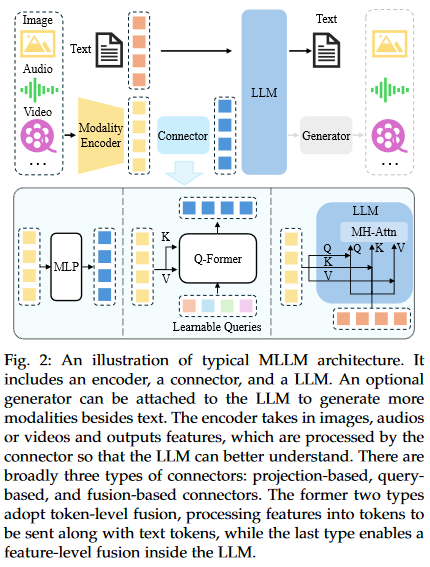 Image
Text
Text
Audio
LLM
Video
Modality
Encoder
Connector
Generator
...
...
LLM
MH-Attn
K
Q
Q
K
V
MLP
Q-Former
K
V
V
Learnable Queries
Fig. 2: An illustration of typical MLLM architecture. It
includes an encoder, a connector, and a LLM. An optional
generator can be attached to the LLM to generate more
modalities besides text. The encoder takes in images, audios
or videos and outputs features, which are processed by the
connector so that the LLM can better understand. There are
broadly three types of connectors: projection-based, query-
based, and fusion-based connectors. The former two types
adopt token-level fusion, processing features into tokens to
be sent along with text tokens, while the last type enables a
feature-level fusion inside the LLM.